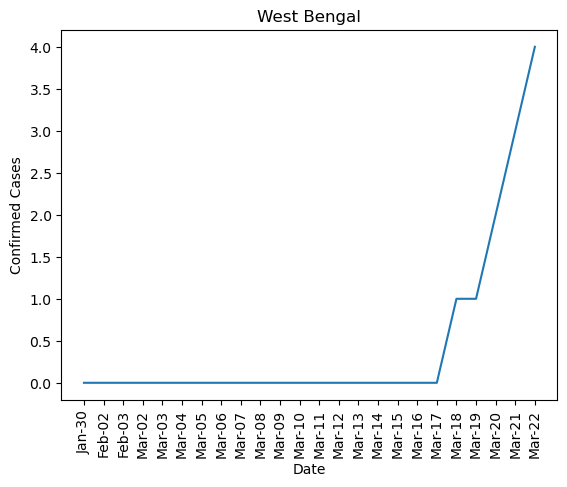 West Bengal
Confirmed Cases
4.0
3.5
3.0
2.5
2.0
1.5
1.0
0.5
0.0
Jan-30
Feb-02
Feb-03
Mar-02
Mar-03
Mar-04
Mar-05
Mar-06
Mar-07
Mar-08
Mar-09
Mar-10
Mar-11
Mar-12
Mar-13
Mar-14
Mar-15
Mar-16
Mar-17
Mar-18
Mar-19
Mar-20
Mar-21
Mar-22
Date